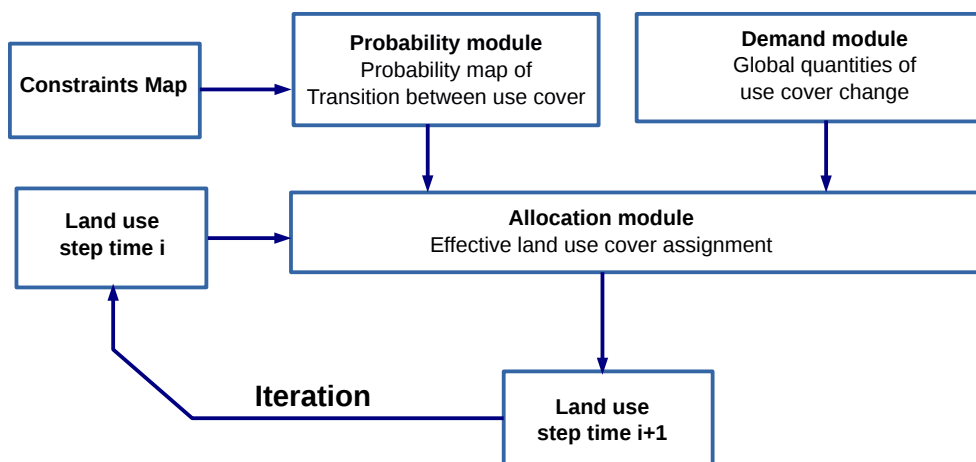 Constraints Map
Probability module
Probability map of
Transition between use cover
Demand module
Global quantities of
use cover change
Land use
step time i
Allocation module
Effective land use cover assignment
Iteration
Land use
step time i+1